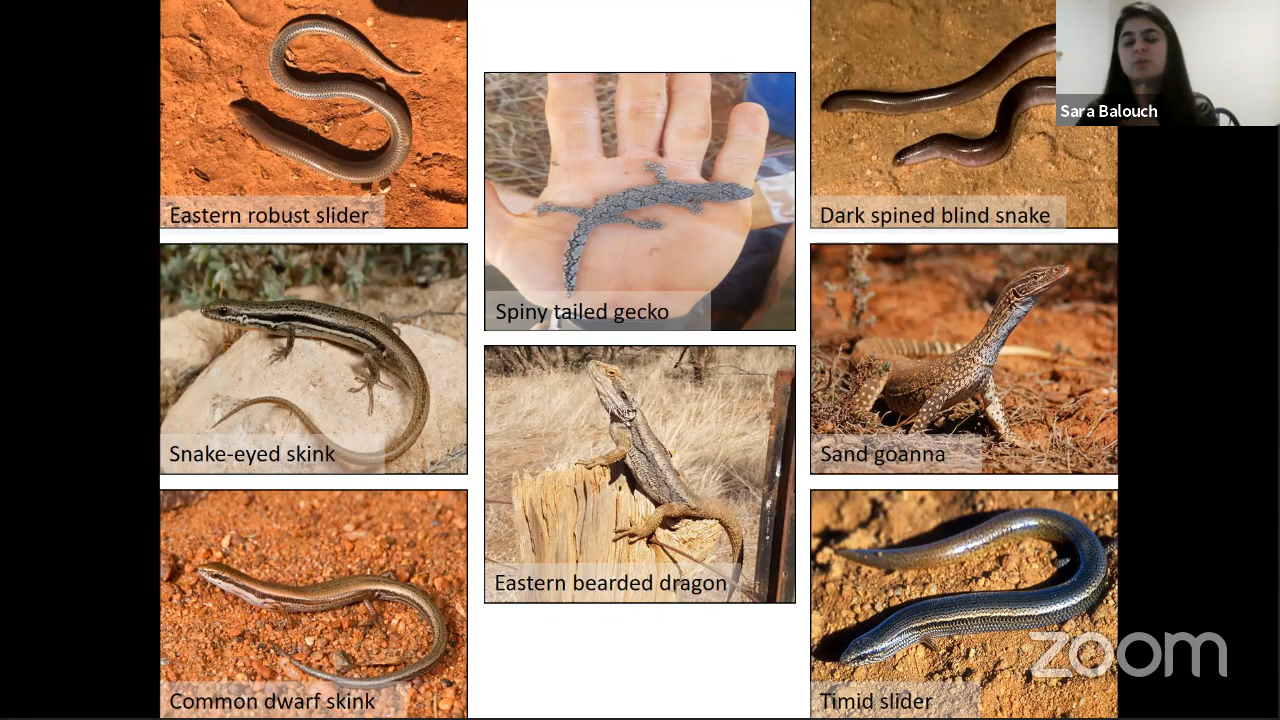 Eastern robust slider
Spiny tailed gecko
Dark spined blind snake
Sara Balouch
Snake-eyed skink
Eastern bearded dragon
Sand goanna
Common dwarf skink
Timid slider
zoom